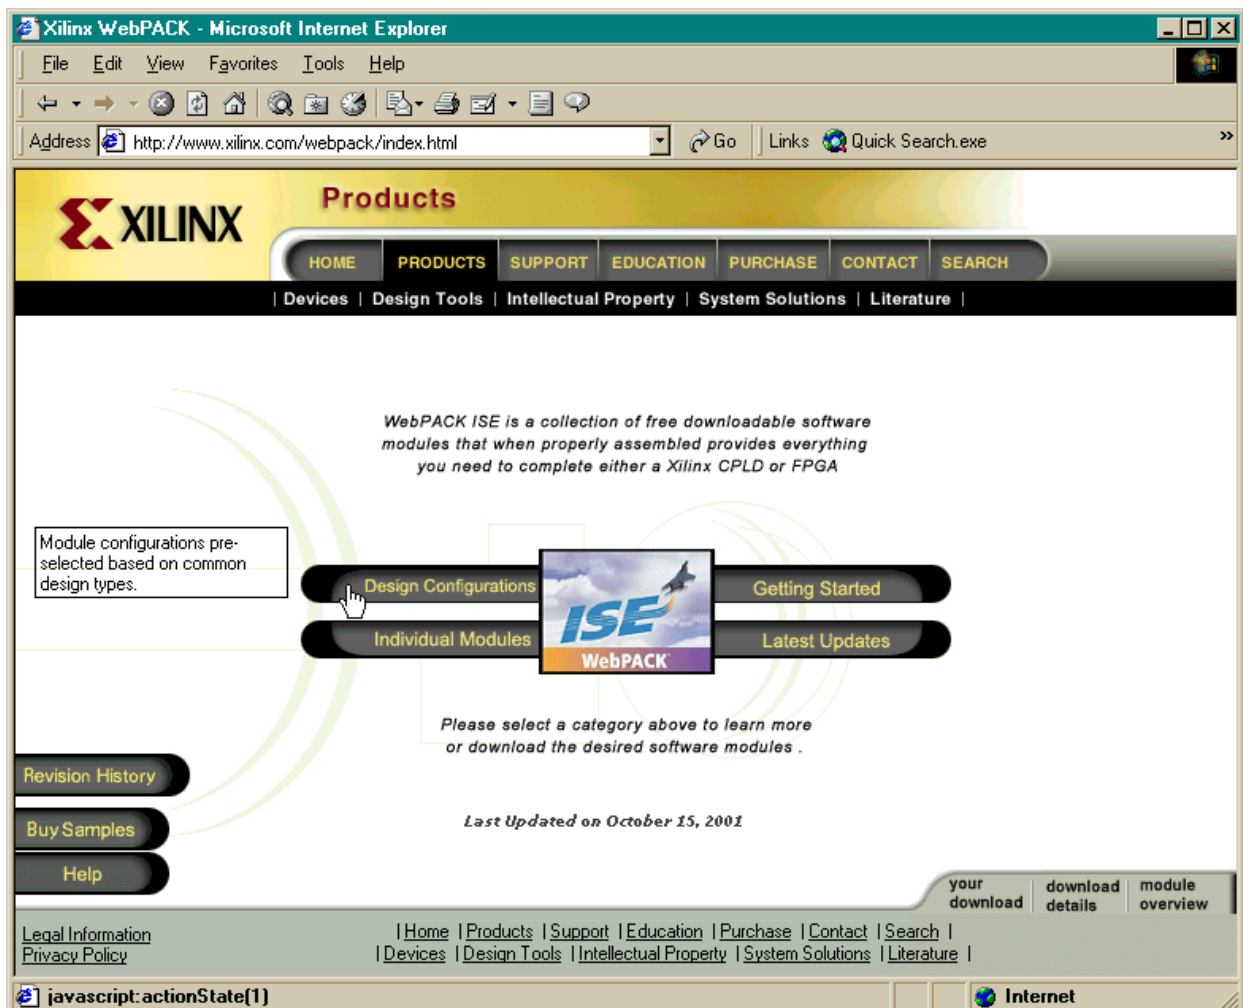 Xilinx WebPACK - Microsoft Internet Explorer
File Edit View Favorites Tools Help
Address http://www.xilinx.com/webpack/index.html Go Links Quick Search.exe »
XILINX Products
HOME PRODUCTS SUPPORT EDUCATION PURCHASE CONTACT SEARCH
| Devices | Design Tools | Intellectual Property | System Solutions | Literature |
WebPACK ISE is a collection of free downloadable software
modules that when properly assembled provides everything
you need to complete either a Xilinx CPLD or FPGA
Module configurations pre-
selected based on common
design types.
Design Configurations
Getting Started
ISE
WebPACK
Individual Modules
Latest Updates
Please select a category above to learn more
or download the desired software modules .
Revision History
Buy Samples
Help
Last Updated on October 15, 2001
your
download
download
details
module
overview
Legal Information
Privacy Policy
| Home | Products | Support | Education | Purchase | Contact | Search |
| Devices | Design Tools | Intellectual Property | System Solutions | Literature |
javascript:actionState(1) Internet